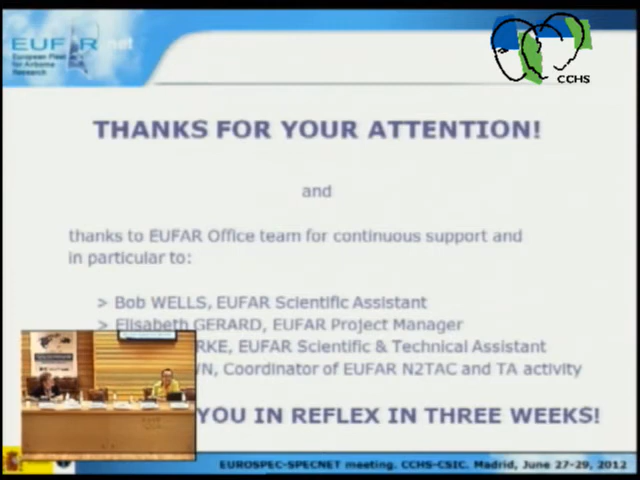 EUFAR.net
European Fleet
for Airborne
Research
CCHS
THANKS FOR YOUR ATTENTION!
and
thanks to EUFAR Office team for continuous support and
in particular to:
> Bob WELLS, EUFAR Scientific Assistant
> Elisabeth GERARD, EUFAR Project Manager
RKE, EUFAR Scientific & Technical Assistant
WN, Coordinator of EUFAR N2TAC and TA activity
YOU IN REFLEX IN THREE WEEKS!
EUROSPEC-SPECNET meeting. CCHS-CSIC. Madrid, June 27-29, 2012